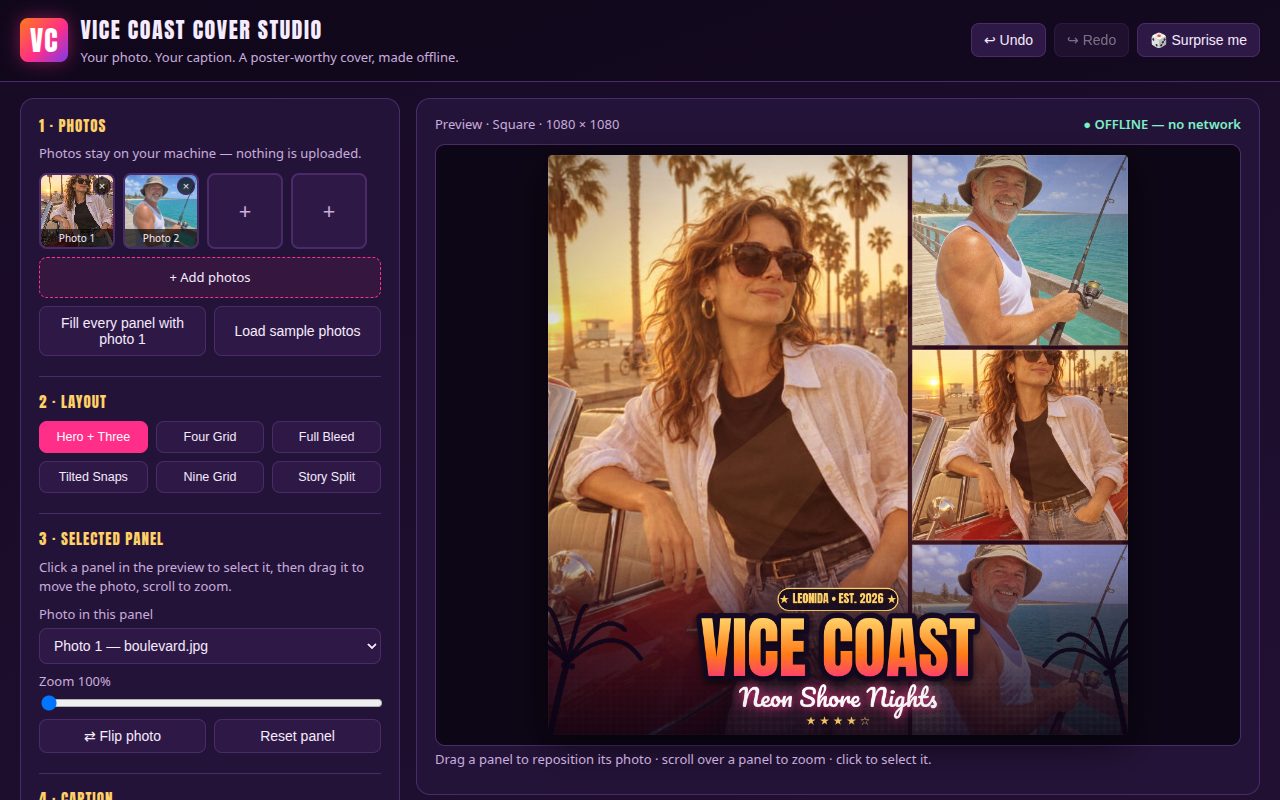 VC
VICE COAST COVER STUDIO
Your photo. Your caption. A poster-worthy cover, made offline.
↩ Undo
↪ Redo
🎲 Surprise me
1 · PHOTOS
Photos stay on your machine — nothing is uploaded.
×
×
Photo 1
Photo 2
+
+
+ Add photos
Fill every panel with
photo 1
Load sample photos
2 · LAYOUT
Hero + Three
Four Grid
Full Bleed
Tilted Snaps
Nine Grid
Story Split
3 · SELECTED PANEL
Click a panel in the preview to select it, then drag it to
move the photo, scroll to zoom.
Photo in this panel
Photo 1 — boulevard.jpg
Zoom 100%
⇄ Flip photo
Reset panel
4 · CAPTION
Preview · Square · 1080 × 1080
● OFFLINE — no network
★ LEONIDA • EST. 2026 ★
VICE COAST
Neon Shore Nights
★ ★ ★ ★ ☆
Drag a panel to reposition its photo · scroll over a panel to zoom · click to select it.